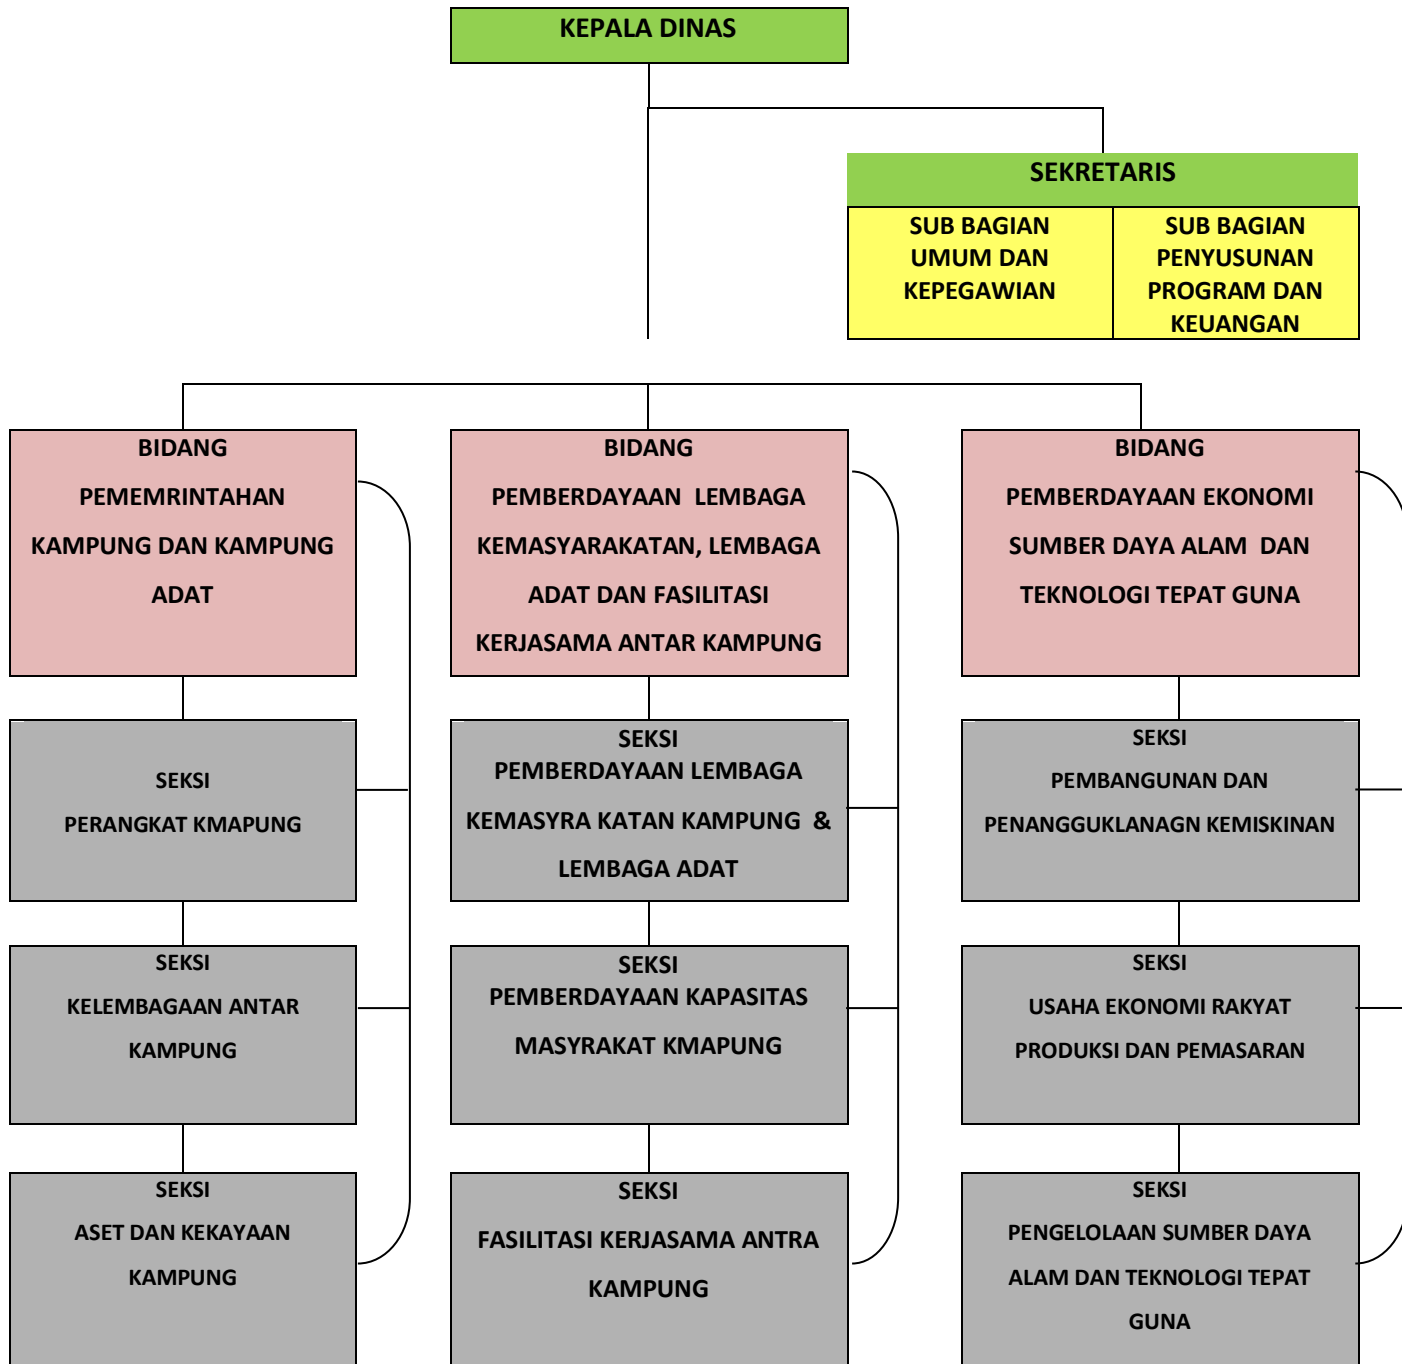 KEPALA DINAS
SEKRETARIS
SUB BAGIAN
UMUM DAN
KEPEGAWIAN
SUB BAGIAN
PENYUSUNAN
PROGRAM DAN
KEUANGAN
BIDANG
PEMEMRINTAHAN
KAMPUNG DAN KAMPUNG
ADAT
BIDANG
PEMBERDAYAAN  LEMBAGA
KEMASYARAKATAN, LEMBAGA
ADAT DAN FASILITASI
KERJASAMA ANTAR KAMPUNG
BIDANG
PEMBERDAYAAN EKONOMI
SUMBER DAYA ALAM  DAN
TEKNOLOGI TEPAT GUNA
SEKSI
PERANGKAT KMAPUNG
SEKSI
PEMBERDAYAAN LEMBAGA
KEMASYRA KATAN KAMPUNG  &
LEMBAGA ADAT
SEKSI
PEMBANGUNAN DAN
PENANGGUKLANAGN KEMISKINAN
SEKSI
KELEMBAGAAN ANTAR
KAMPUNG
SEKSI
PEMBERDAYAAN KAPASITAS
MASYRAKAT KMAPUNG
SEKSI
USAHA EKONOMI RAKYAT
PRODUKSI DAN PEMASARAN
SEKSI
ASET DAN KEKAYAAN
KAMPUNG
SEKSI
FASILITASI KERJASAMA ANTRA
KAMPUNG
SEKSI
PENGELOLAAN SUMBER DAYA
ALAM DAN TEKNOLOGI TEPAT
GUNA